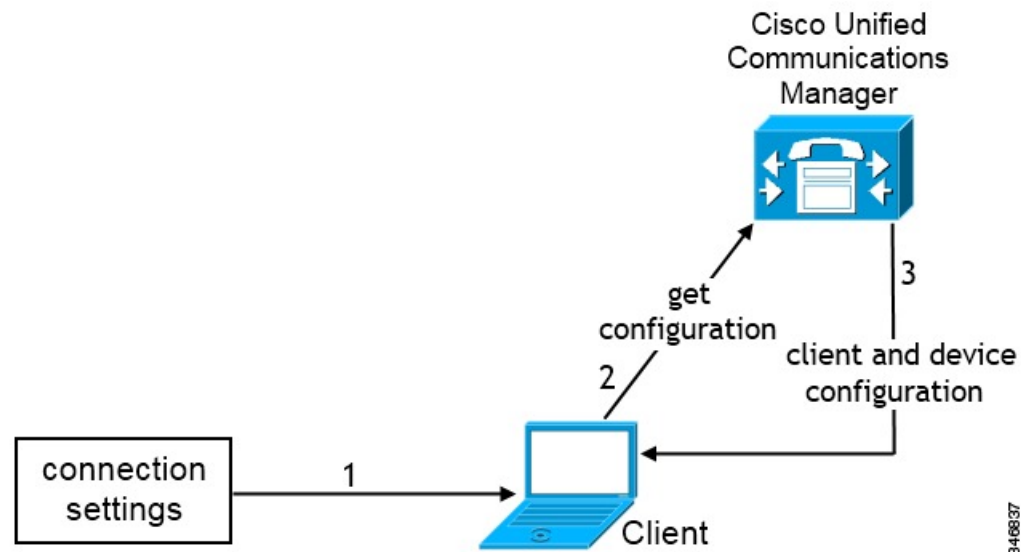 Cisco Unified
Communications
Manager
3
get
configuration
client and device
configuration
2
connection
settings
1
Client
346837